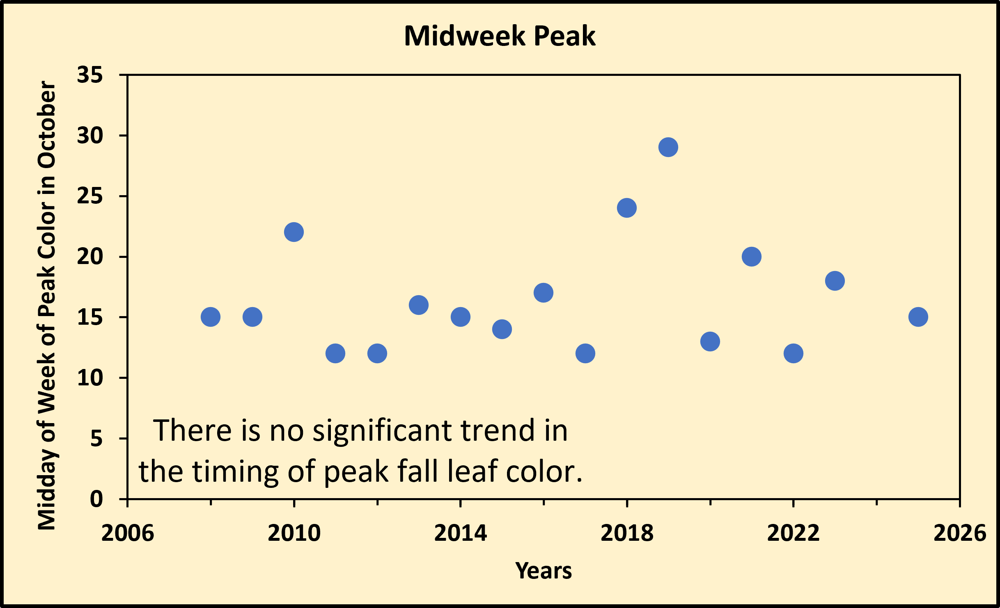 Midweek Peak
Midday of Week of Peak Color in October
35
30
25
20
15
10
5
0
There is no significant trend in
the timing of peak fall leaf color.
2006 2010 2014 2018 2022 2026
Years